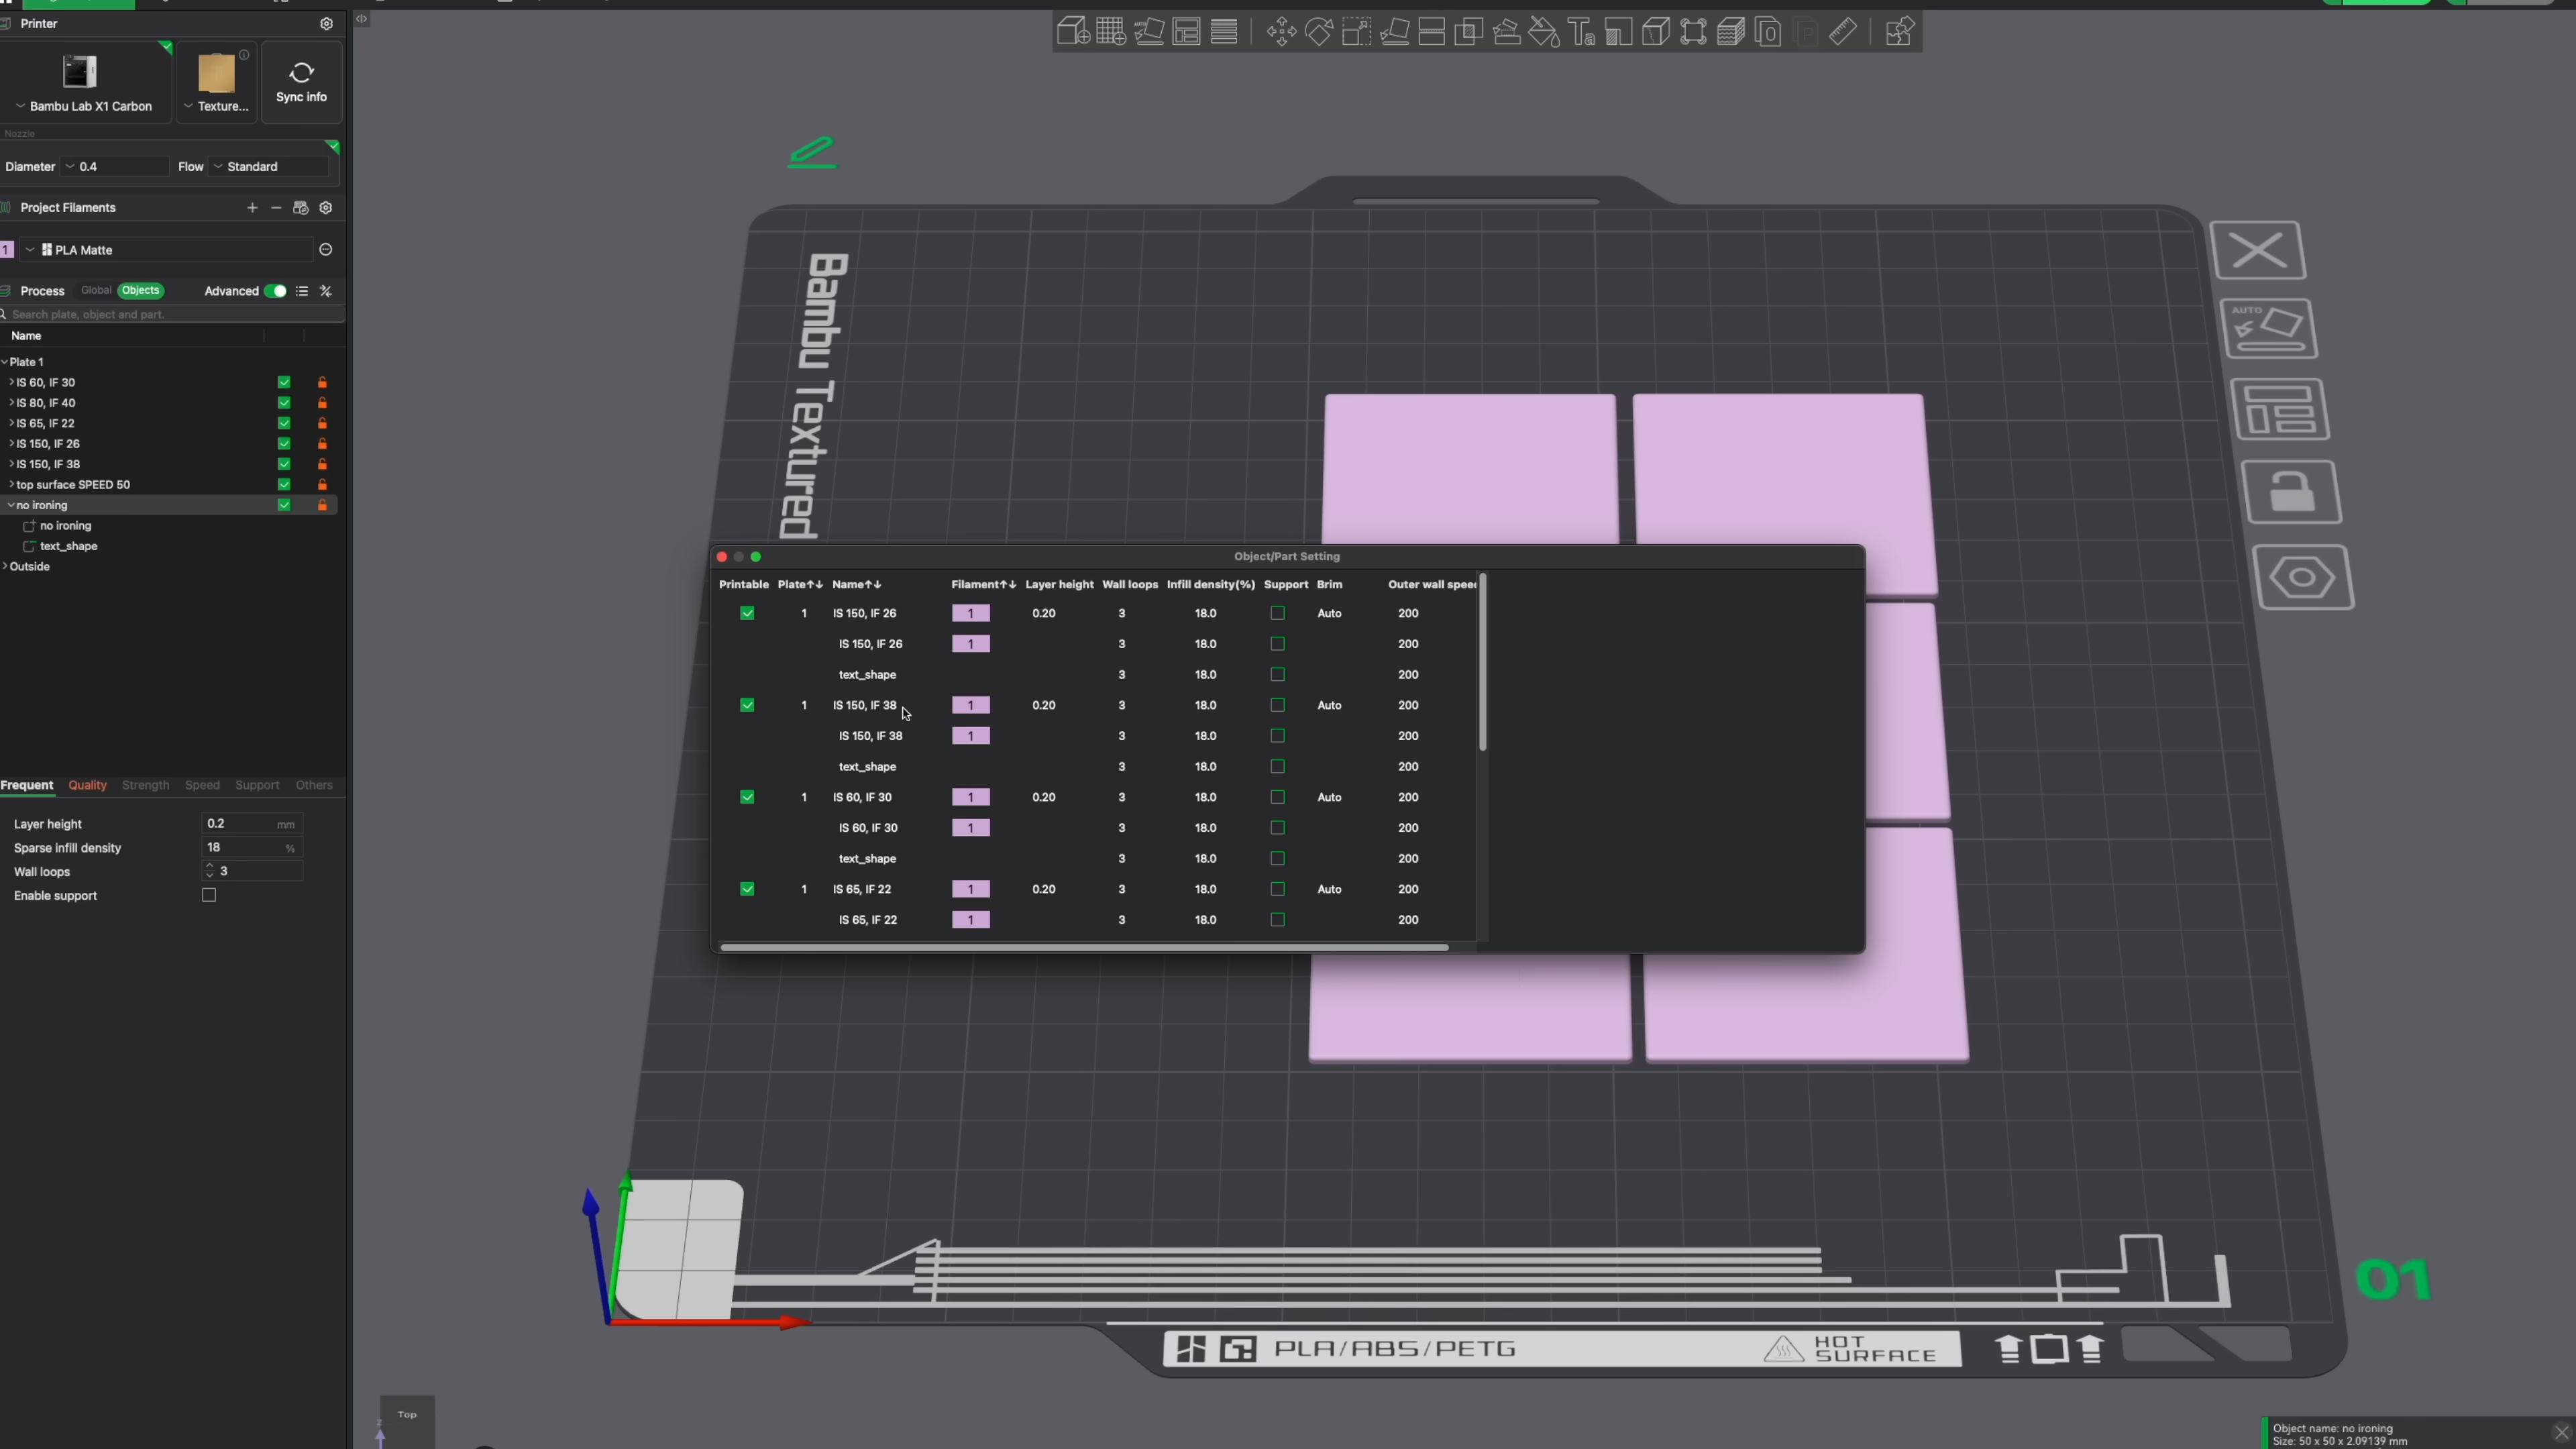 Printer
Bambu Lab X1 Carbon
Texture...
Sync info
Nozzle
Diameter 0.4 Flow Standard
Project Filaments
1 PLA Matte
Process Global Objects Advanced
Search plate, object and part.
Name
Plate 1
IS 60, IF 30
IS 80, IF 40
IS 65, IF 22
IS 150, IF 26
IS 150, IF 38
top surface SPEED 50
no ironing
no ironing
text_shape
Outside
Frequent Quality Strength Speed Support Others
Layer height 0.2 mm
Sparse infill density 18 %
Wall loops 3
Enable support
AUTO
Bambu Textured
AUTO
Object/Part Setting
Printable Plate Name Filament Layer height Wall loops Infill density(%) Support Brim Outer wall speed
1 IS 150, IF 26 1 0.20 3 18.0 Auto 200
IS 150, IF 26 1 3 18.0 200
text_shape 3 18.0 200
1 IS 150, IF 38 1 0.20 3 18.0 Auto 200
IS 150, IF 38 1 3 18.0 200
text_shape 3 18.0 200
1 IS 60, IF 30 1 0.20 3 18.0 Auto 200
IS 60, IF 30 1 3 18.0 200
text_shape 3 18.0 200
1 IS 65, IF 22 1 0.20 3 18.0 Auto 200
IS 65, IF 22 1 3 18.0 200
01
PLA/ABS/PETG
HOT
SURFACE
Top
Z
Object name: no ironing
Size: 50 x 50 x 2.09139 mm